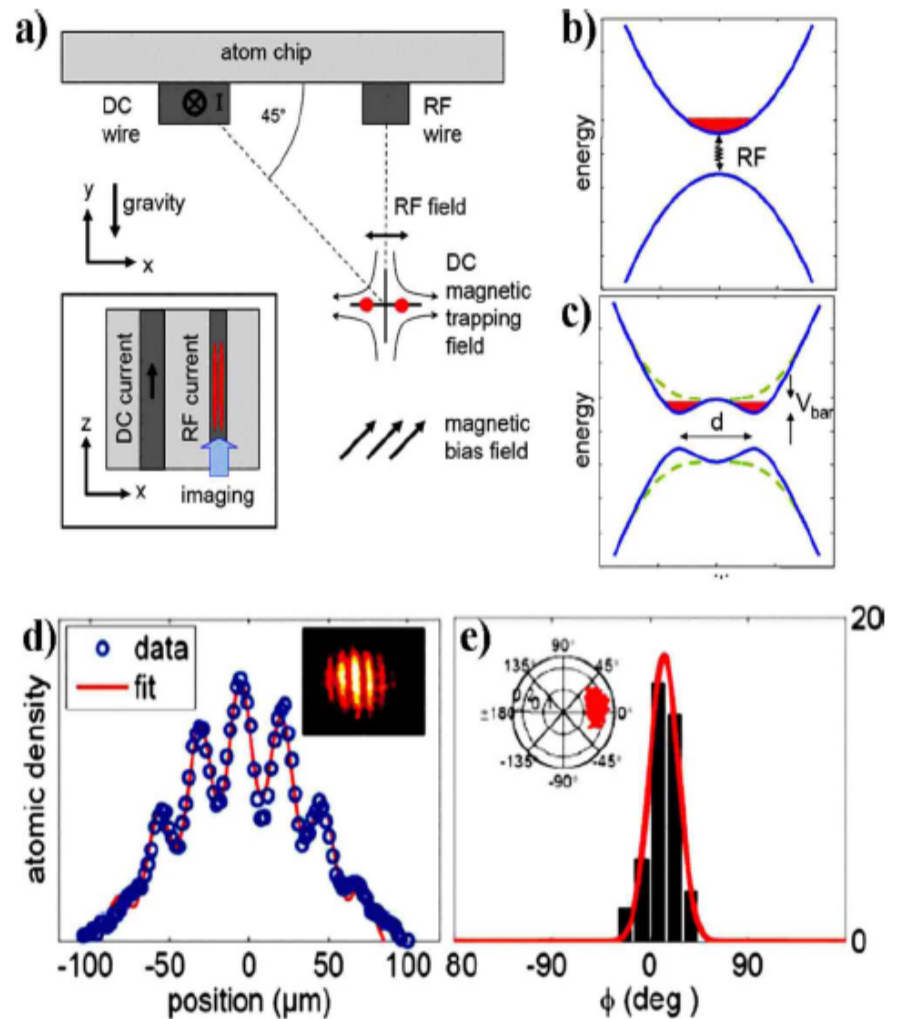 a)
atom chip
DC
wire
I
45°
RF
wire
y
gravity
x
RF field
DC
magnetic
trapping
field
magnetic
bias field
DC current
RF current
z
x
imaging
b)
energy
RF
c)
energy
V_bar
d
d)
data
fit
atomic density
-100 -50 0 50 100
position (µm)
e)
90°
135° 45°
±180° 0°
-135° -45°
-90°
20
0
80 -90 0 90
ϕ (deg )